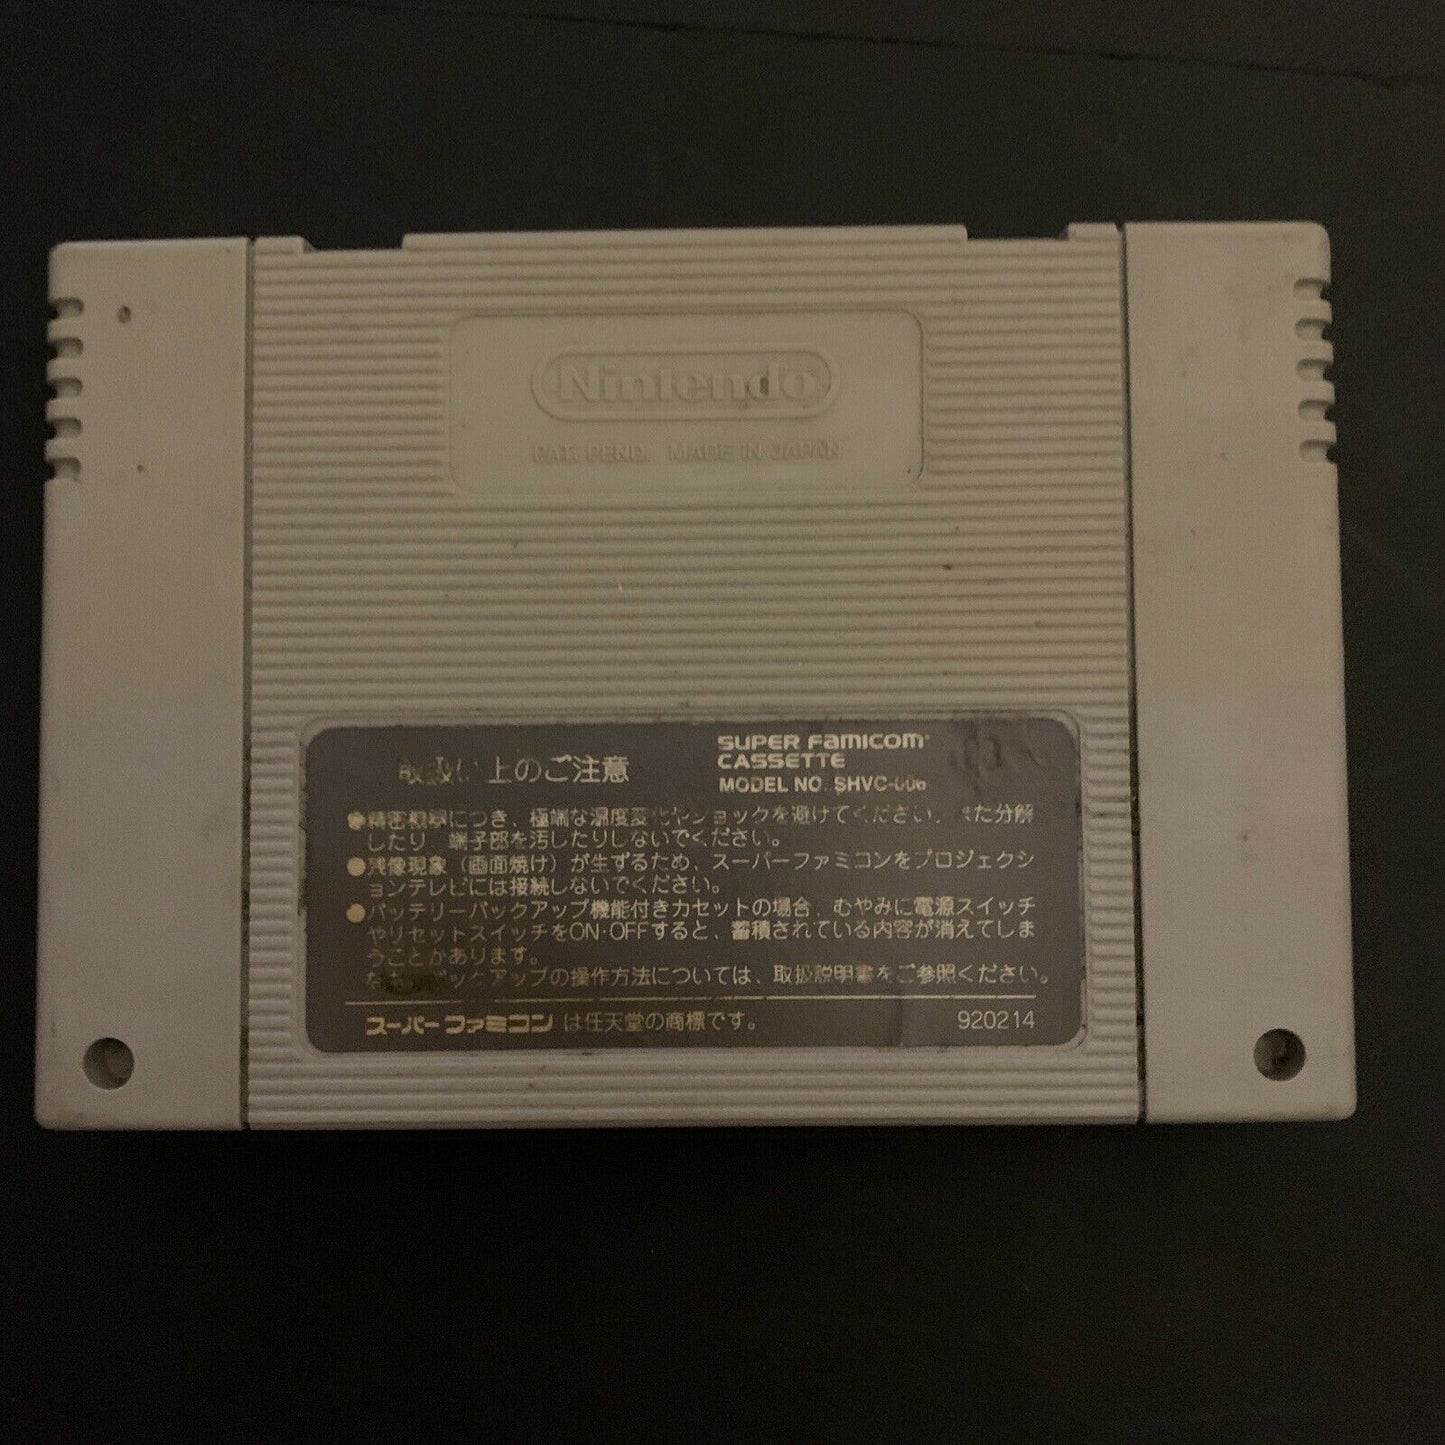 Nintendo
PAT. PEND. MADE IN JAPAN
取扱い上のご注意
SUPER FAMICOM
CASSETTE
MODEL NO. SHVC-006
●精密機器につき、極端な温度変化やショックを避けてください。また分解
したり、端子部を汚したりしないでください。
●残像現象(画面焼け)が生ずるため、スーパーファミコンをプロジェクシ
ョンテレビには接続しないでください。
●バッテリーバックアップ機能付きカセットの場合、むやみに電源スイッチ
やリセットスイッチをON・OFFすると、蓄積されている内容が消えてしま
うことがあります。
バックアップの操作方法については、取扱説明書をご参照ください。
スーパーファミコンは任天堂の商標です。
920214